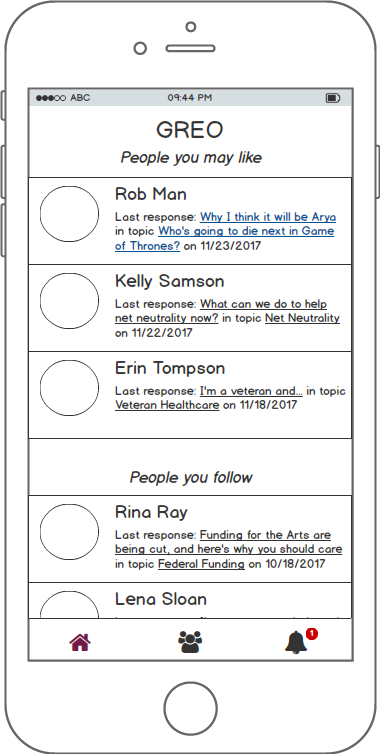 ABC 09:44 PM
GREO
People you may like
Rob Man
Last response: Why I think it will be Arya
in topic Who's going to die next in Game
of Thrones? on 11/23/2017
Kelly Samson
Last response: What can we do to help
net neutrality now? in topic Net Neutrality
on 11/22/2017
Erin Tompson
Last response: I'm a veteran and... in topic
Veteran Healthcare on 11/18/2017
People you follow
Rina Ray
Last response: Funding for the Arts are
being cut, and here's why you should care
in topic Federal Funding on 10/18/2017
Lena Sloan
1